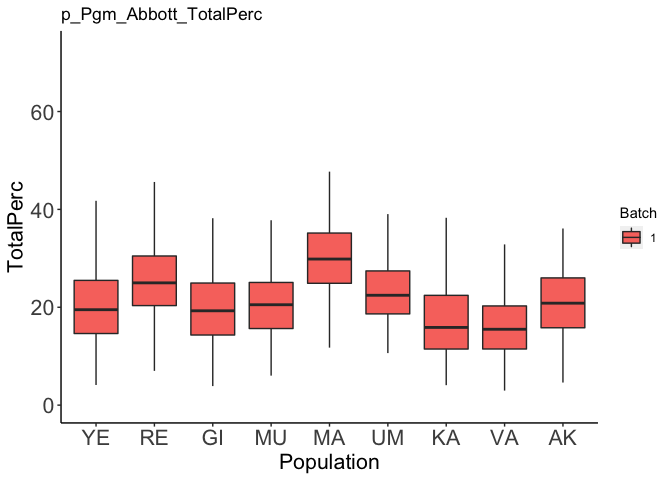 p_Pgm_Abbott_TotalPerc
TotalPerc
60
40
20
0
YE RE GI MU MA UM KA VA AK
Population
Batch
1